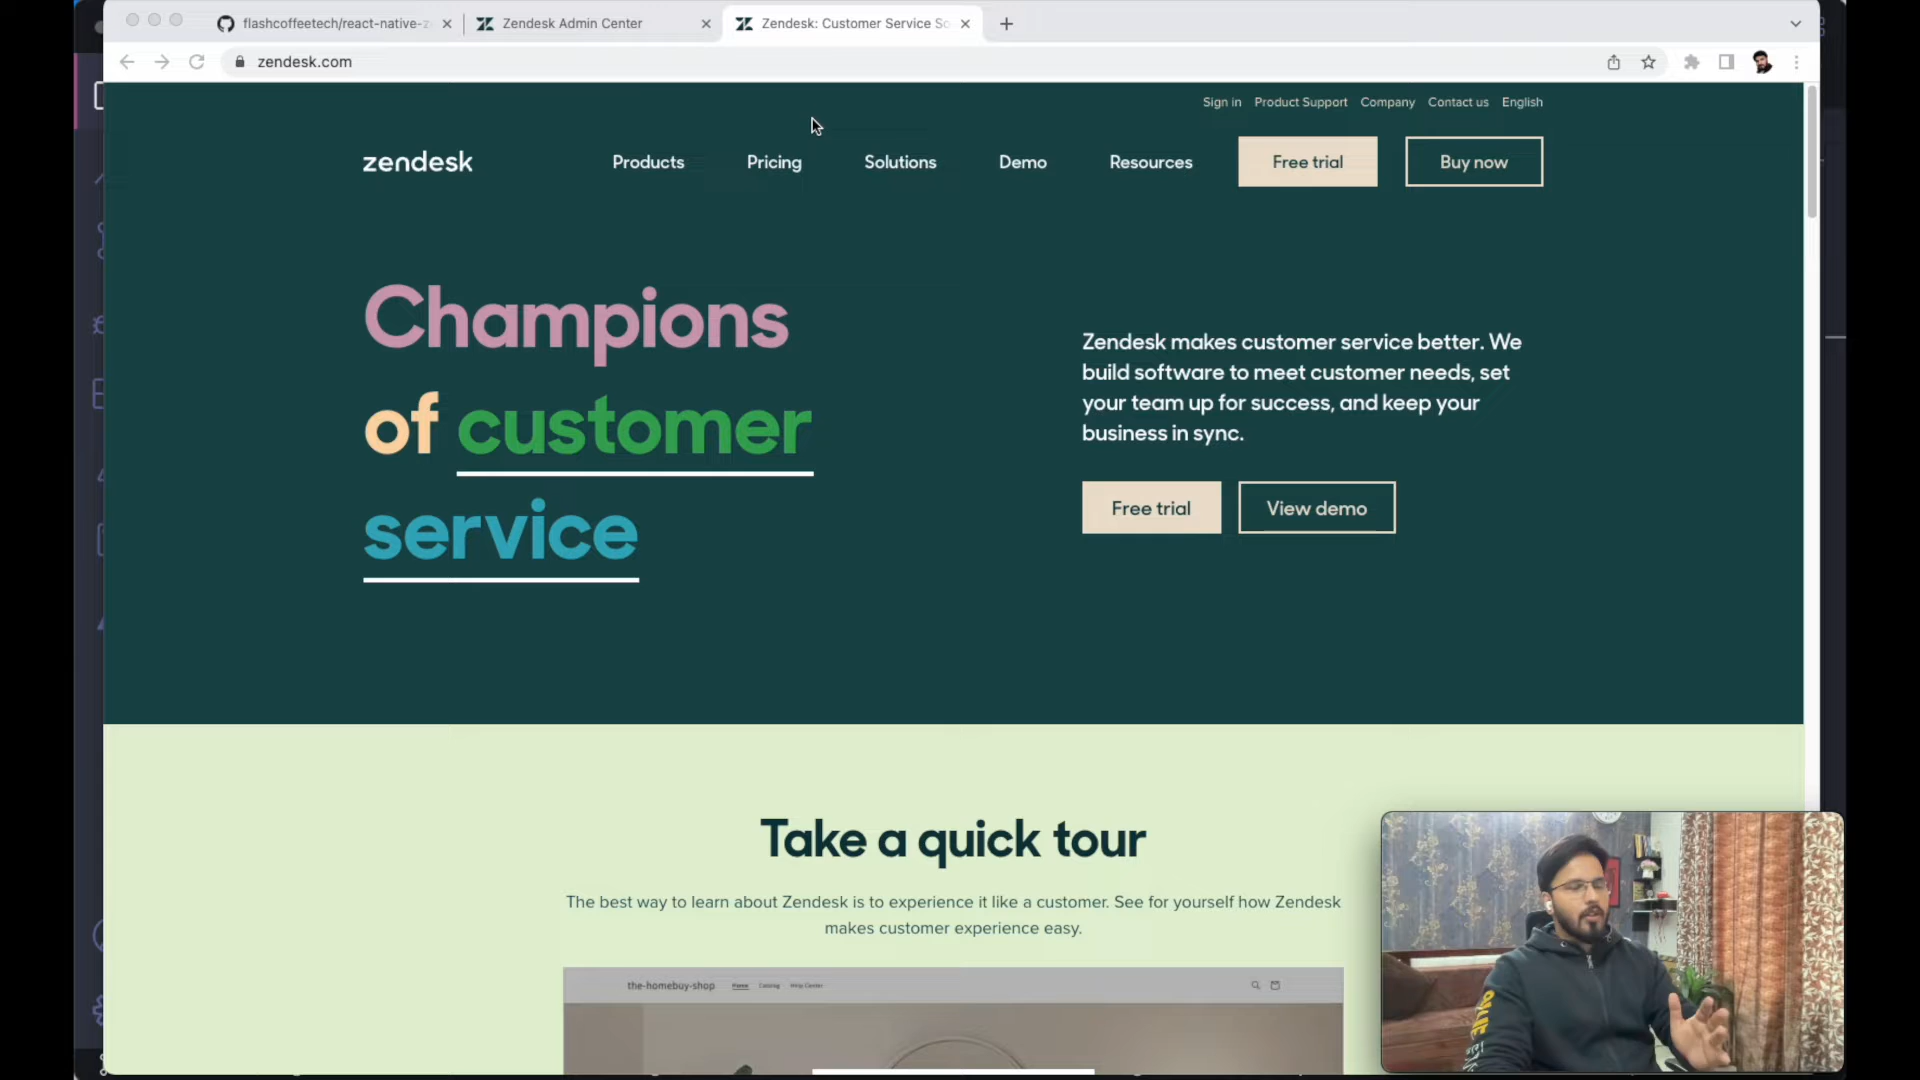 flashcoffeetech/react-native-z
Zendesk Admin Center
Zendesk: Customer Service So
zendesk.com
Sign in
Product Support
Company
Contact us
English
zendesk
Products
Pricing
Solutions
Demo
Resources
Free trial
Buy now
Champions
of customer
service
Zendesk makes customer service better. We
build software to meet customer needs, set
your team up for success, and keep your
business in sync.
Free trial
View demo
Take a quick tour
The best way to learn about Zendesk is to experience it like a customer. See for yourself how Zendesk
makes customer experience easy.
the-homebuy-shop
Home
Catalog
Help Center